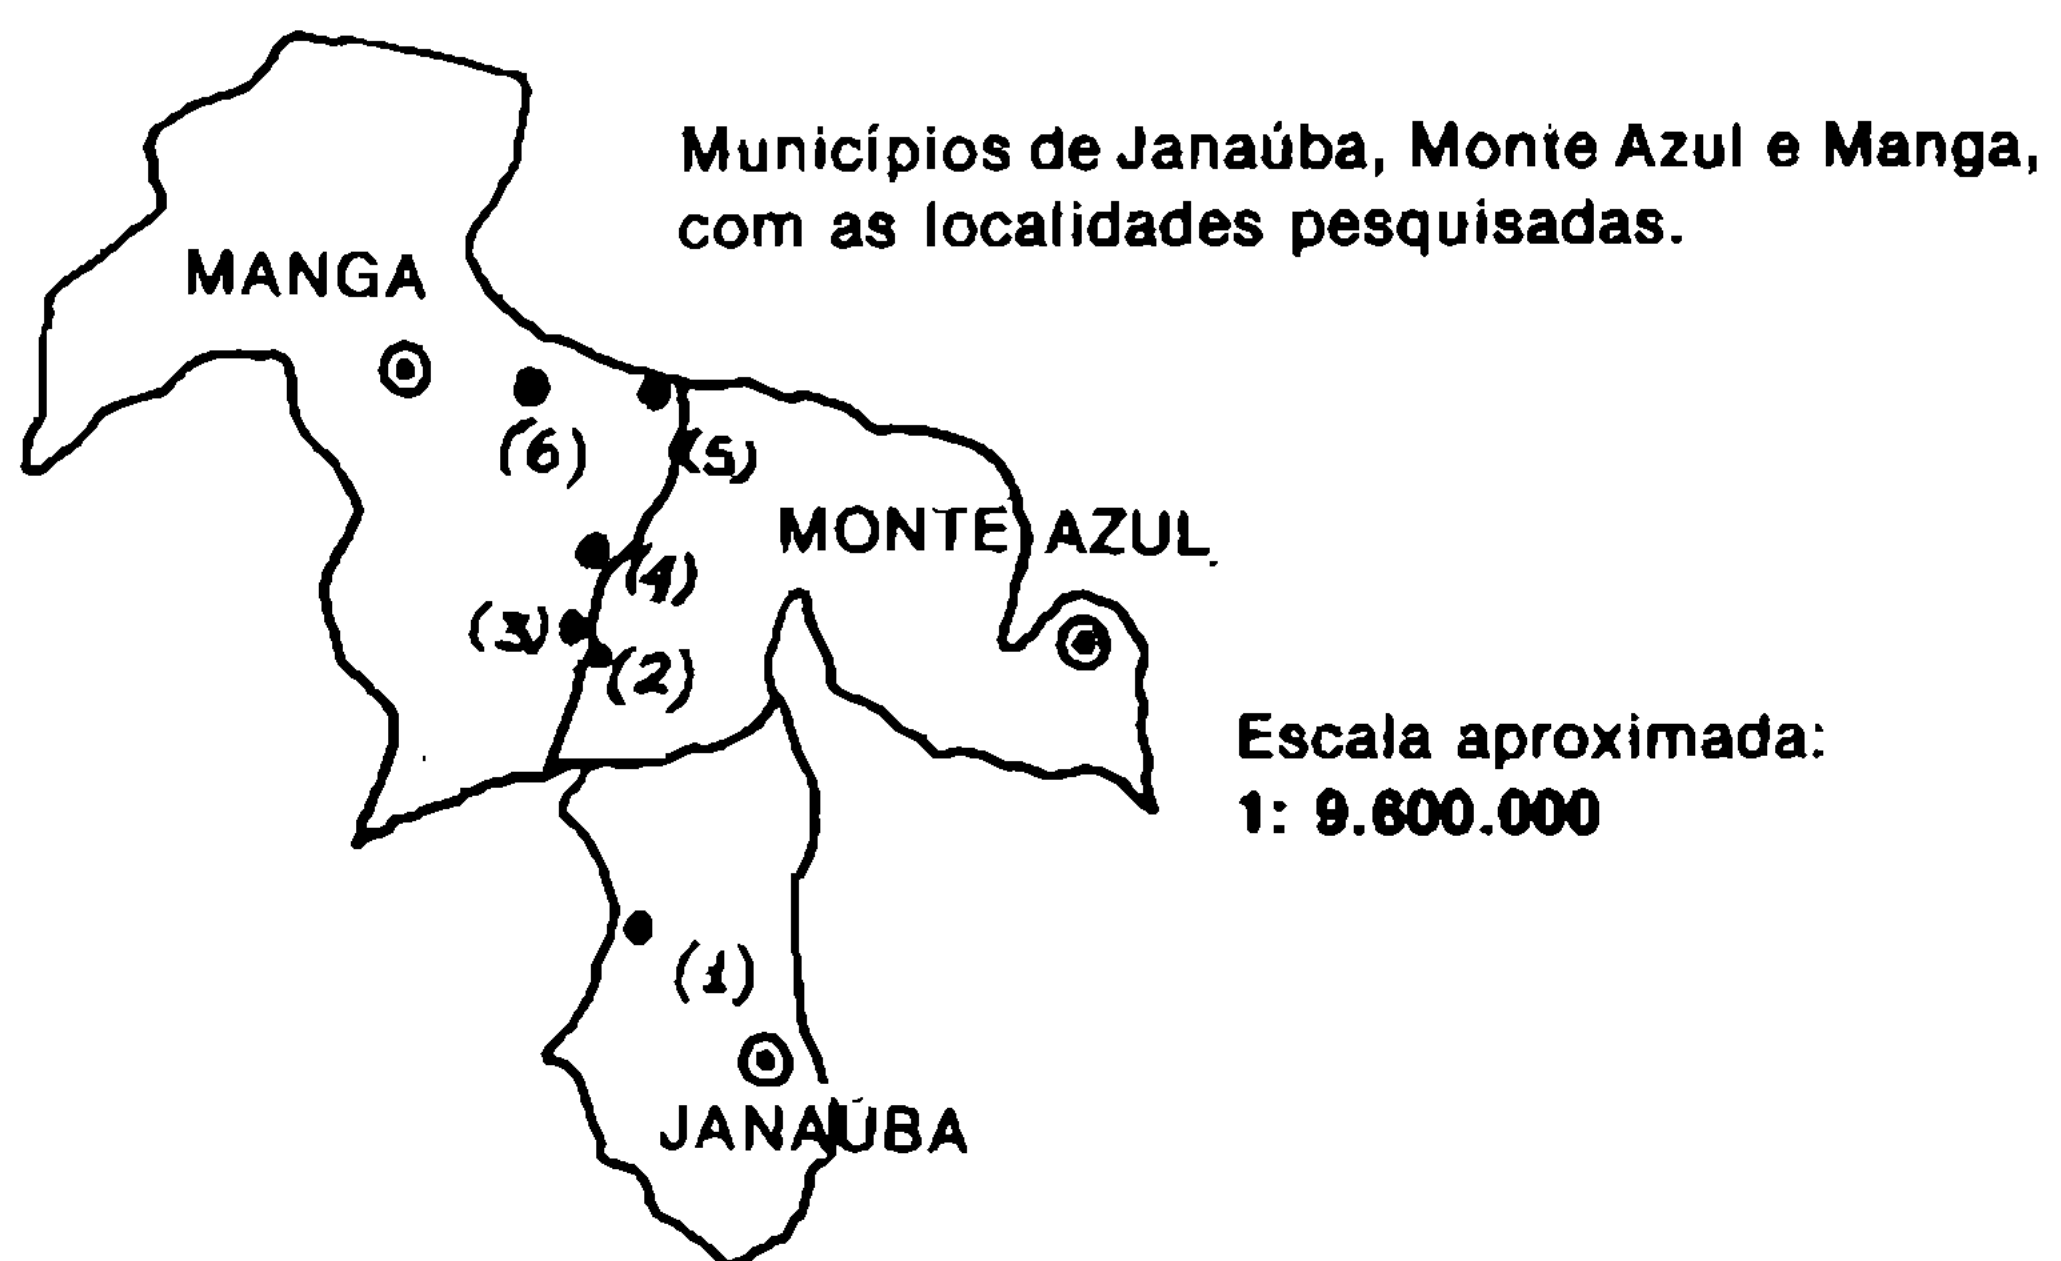 Municípios de Janaúba, Monte Azul e Manga,
com as localidades pesquisadas.
MANGA
(6)
(5)
MONTE AZUL
(4)
(3)
(2)
Escala aproximada:
1: 9.600.000
(1)
JANAÚBA